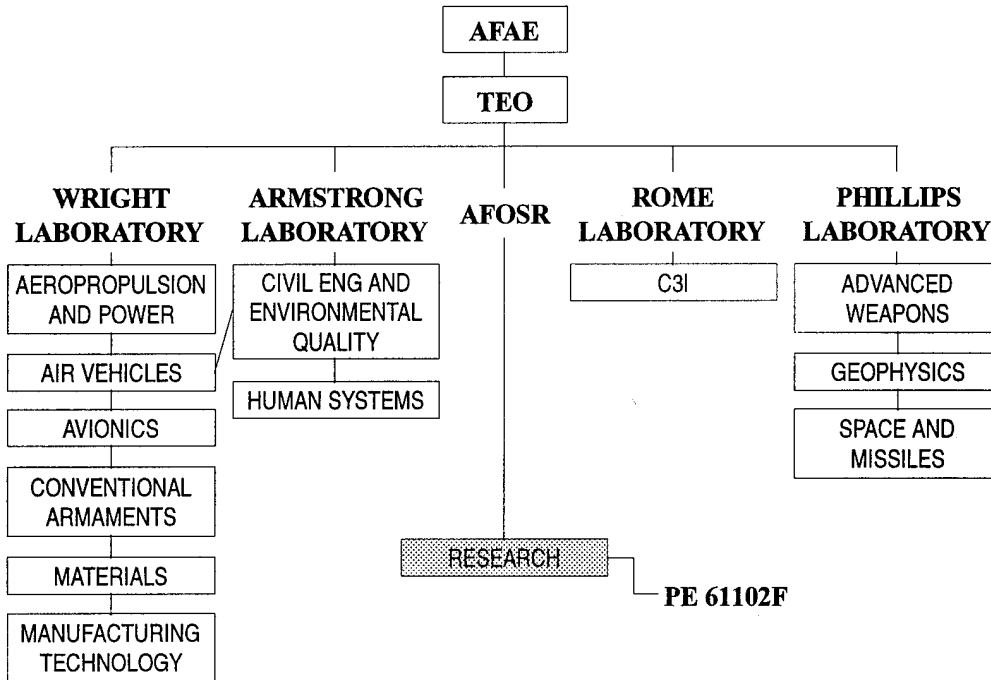 AFAE
TEO
WRIGHT
LABORATORY
AEROPROPULSION
AND POWER
AIR VEHICLES
AVIONICS
CONVENTIONAL
ARMAMENTS
MATERIALS
MANUFACTURING
TECHNOLOGY
ARMSTRONG
LABORATORY
CIVIL ENG AND
ENVIRONMENTAL
QUALITY
HUMAN SYSTEMS
AFOSR
RESEARCH
PE 61102F
ROME
LABORATORY
C3I
PHILLIPS
LABORATORY
ADVANCED
WEAPONS
GEOPHYSICS
SPACE AND
MISSILES